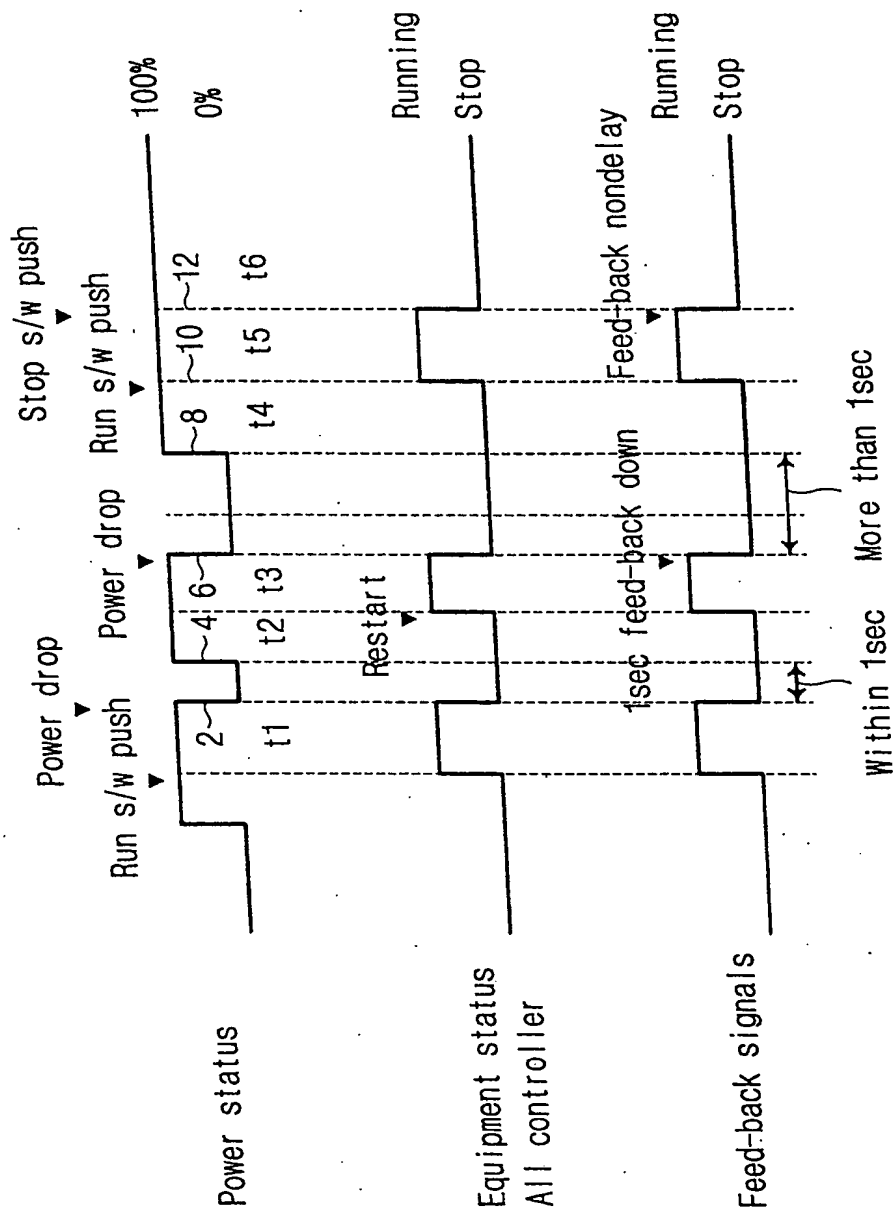 Stop s/w push
Power drop
Run s/w push
Power drop
Run s/w push
100%
0%
2
4
6
8
10
12
t1
t2
t3
t4
t5
t6
Power status
Running
Stop
Restart
Equipment status
All controller
1sec feed-back down
Feed-back nondelay
Running
Stop
Feed-back signals
Within 1sec
More than 1sec